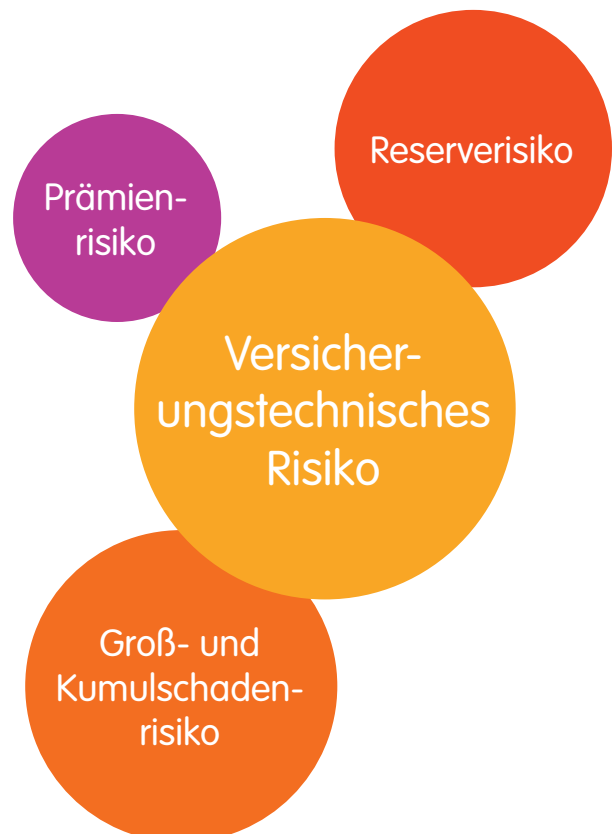 Reserverisiko
Prämien-
risiko
Versicher-
ungstechnisches
Risiko
Groß- und
Kumulschaden-
risiko